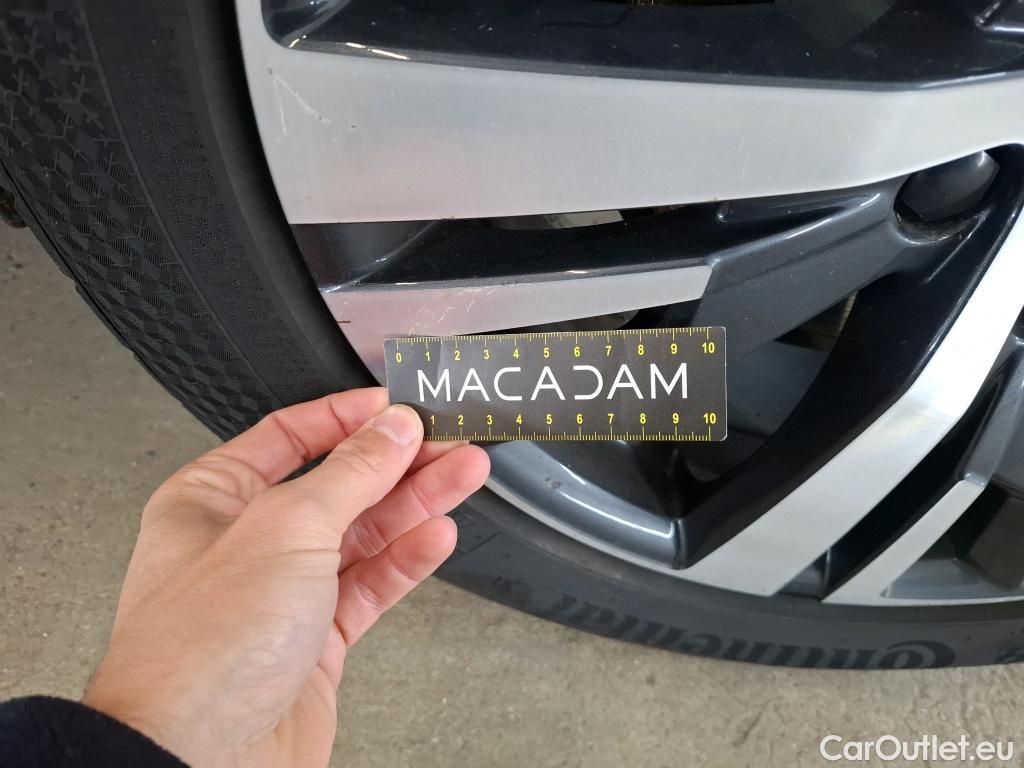 0 1 2 3 4 5 6 7 8 9 10
MACADAM
1 2 3 4 5 6 7 8 9 10
Continental
CarOutlet.eu